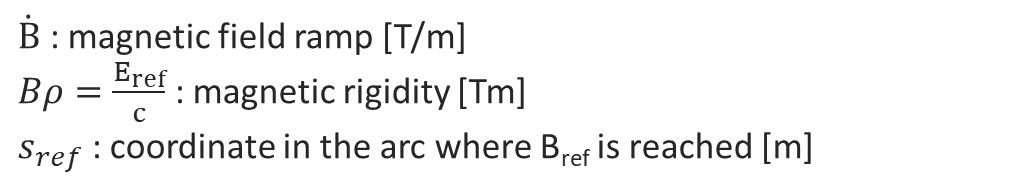 Ḃ : magnetic field ramp [T/m]
Bρ = E_ref/c : magnetic rigidity [Tm]
s_ref : coordinate in the arc where B_ref is reached [m]